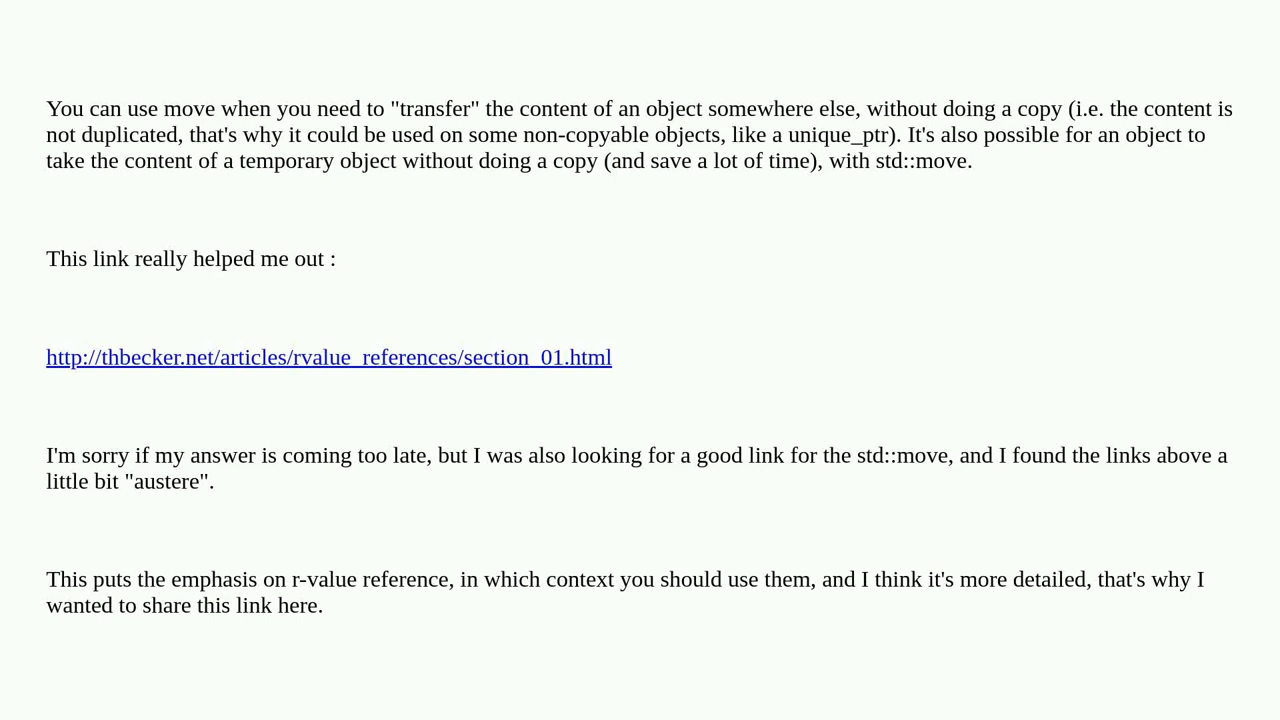 You can use move when you need to "transfer" the content of an object somewhere else, without doing a copy (i.e. the content is
not duplicated, that's why it could be used on some non-copyable objects, like a unique_ptr). It's also possible for an object to
take the content of a temporary object without doing a copy (and save a lot of time), with std::move.
This link really helped me out :
http://thbecker.net/articles/rvalue_references/section_01.html
I'm sorry if my answer is coming too late, but I was also looking for a good link for the std::move, and I found the links above a
little bit "austere".
This puts the emphasis on r-value reference, in which context you should use them, and I think it's more detailed, that's why I
wanted to share this link here.